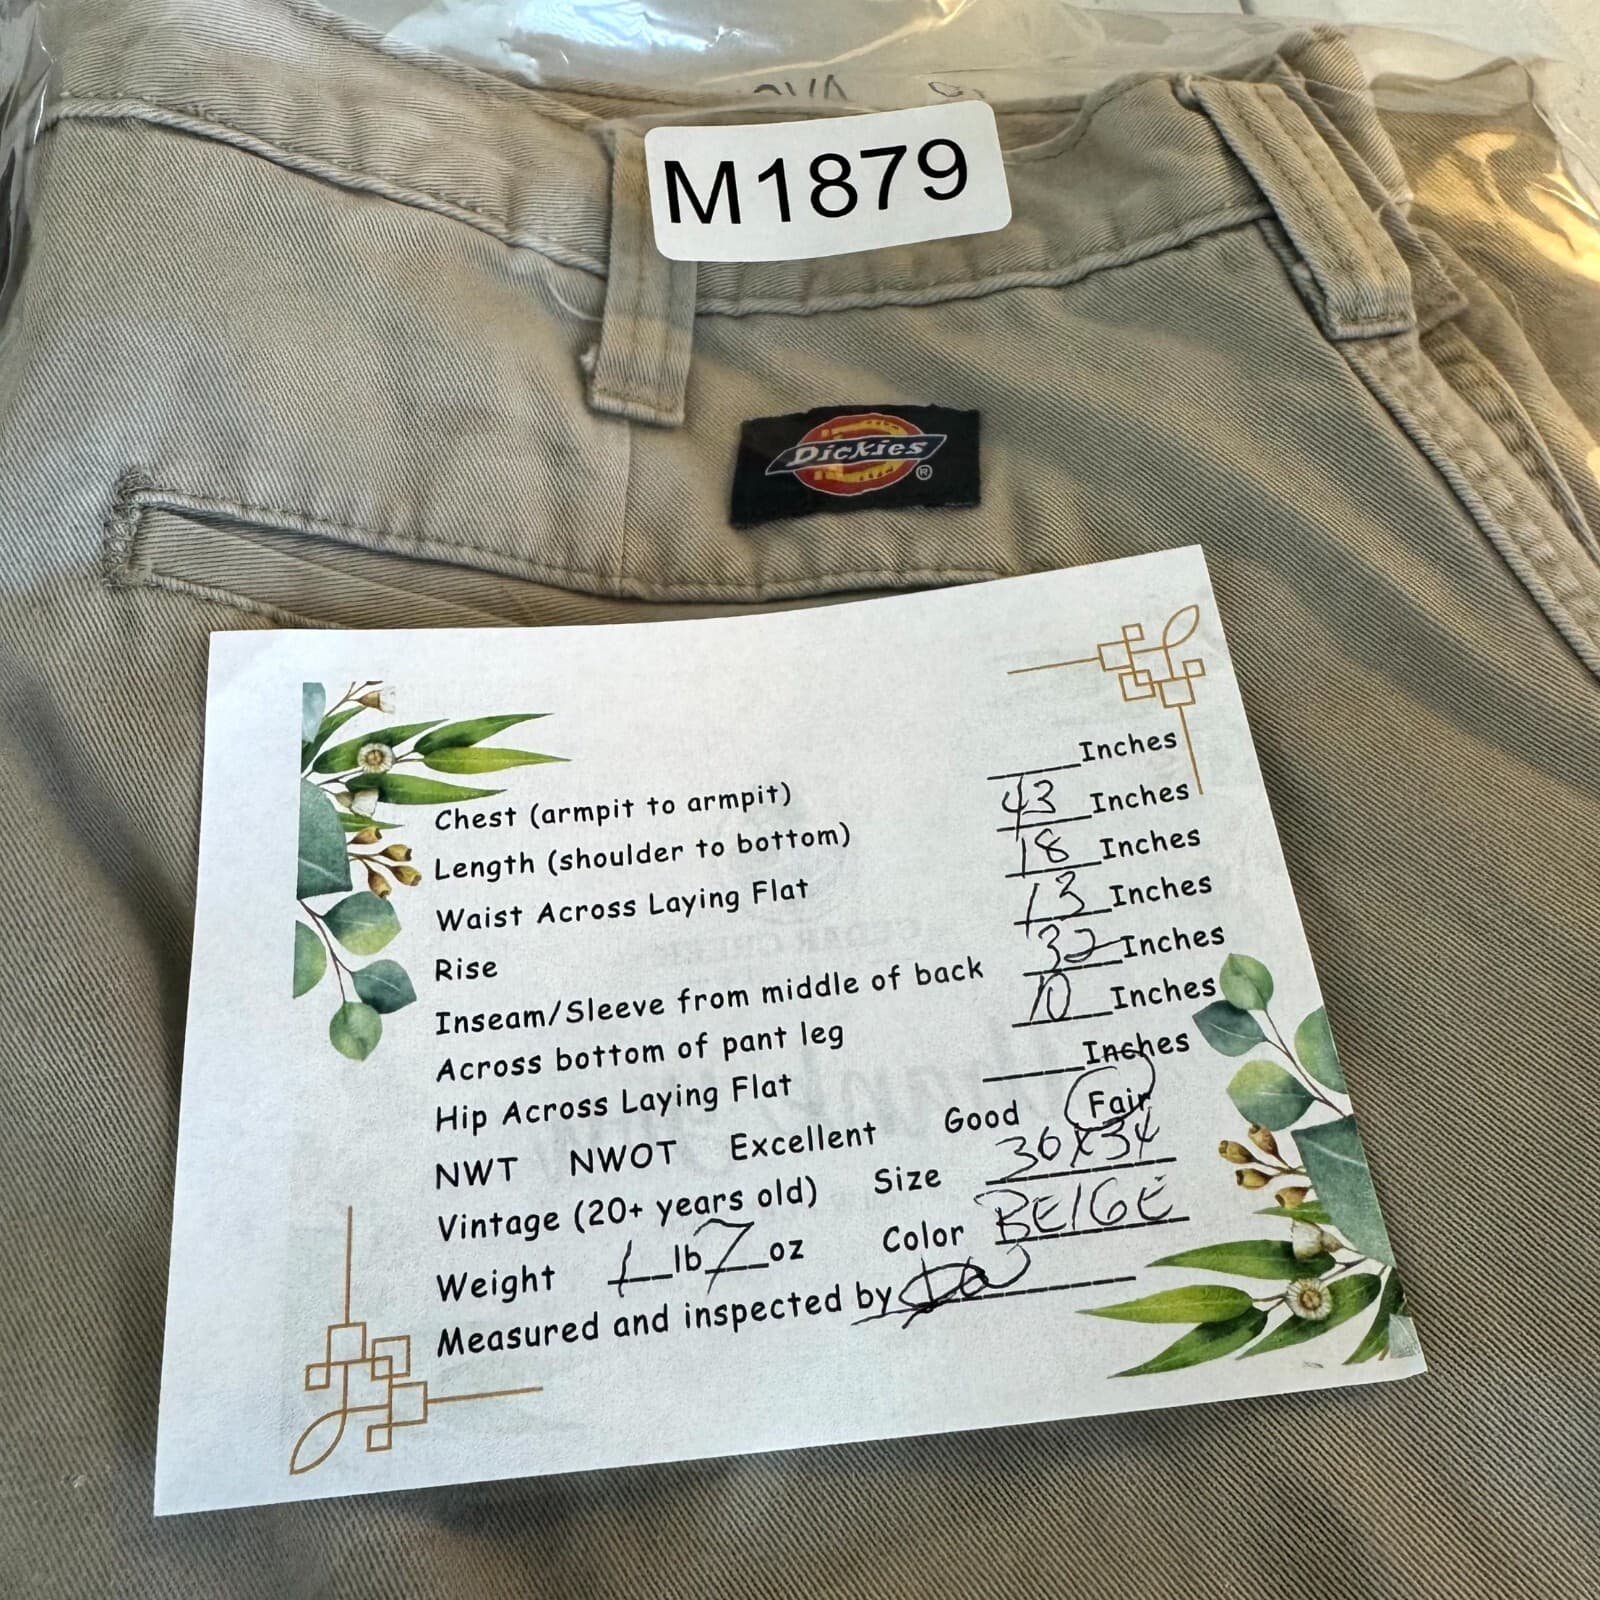 M1879
Dickies ®
Chest (armpit to armpit) ____Inches
Length (shoulder to bottom) 43 Inches
Waist Across Laying Flat 18 Inches
Rise 13 Inches
Inseam/Sleeve from middle of back 32 Inches
Across bottom of pant leg 10 Inches
Hip Across Laying Flat ____Inches
NWT NWOT Excellent Good Fair
Vintage (20+ years old) Size 36X34
Weight 1 lb 7 oz Color BEIGE
Measured and inspected by